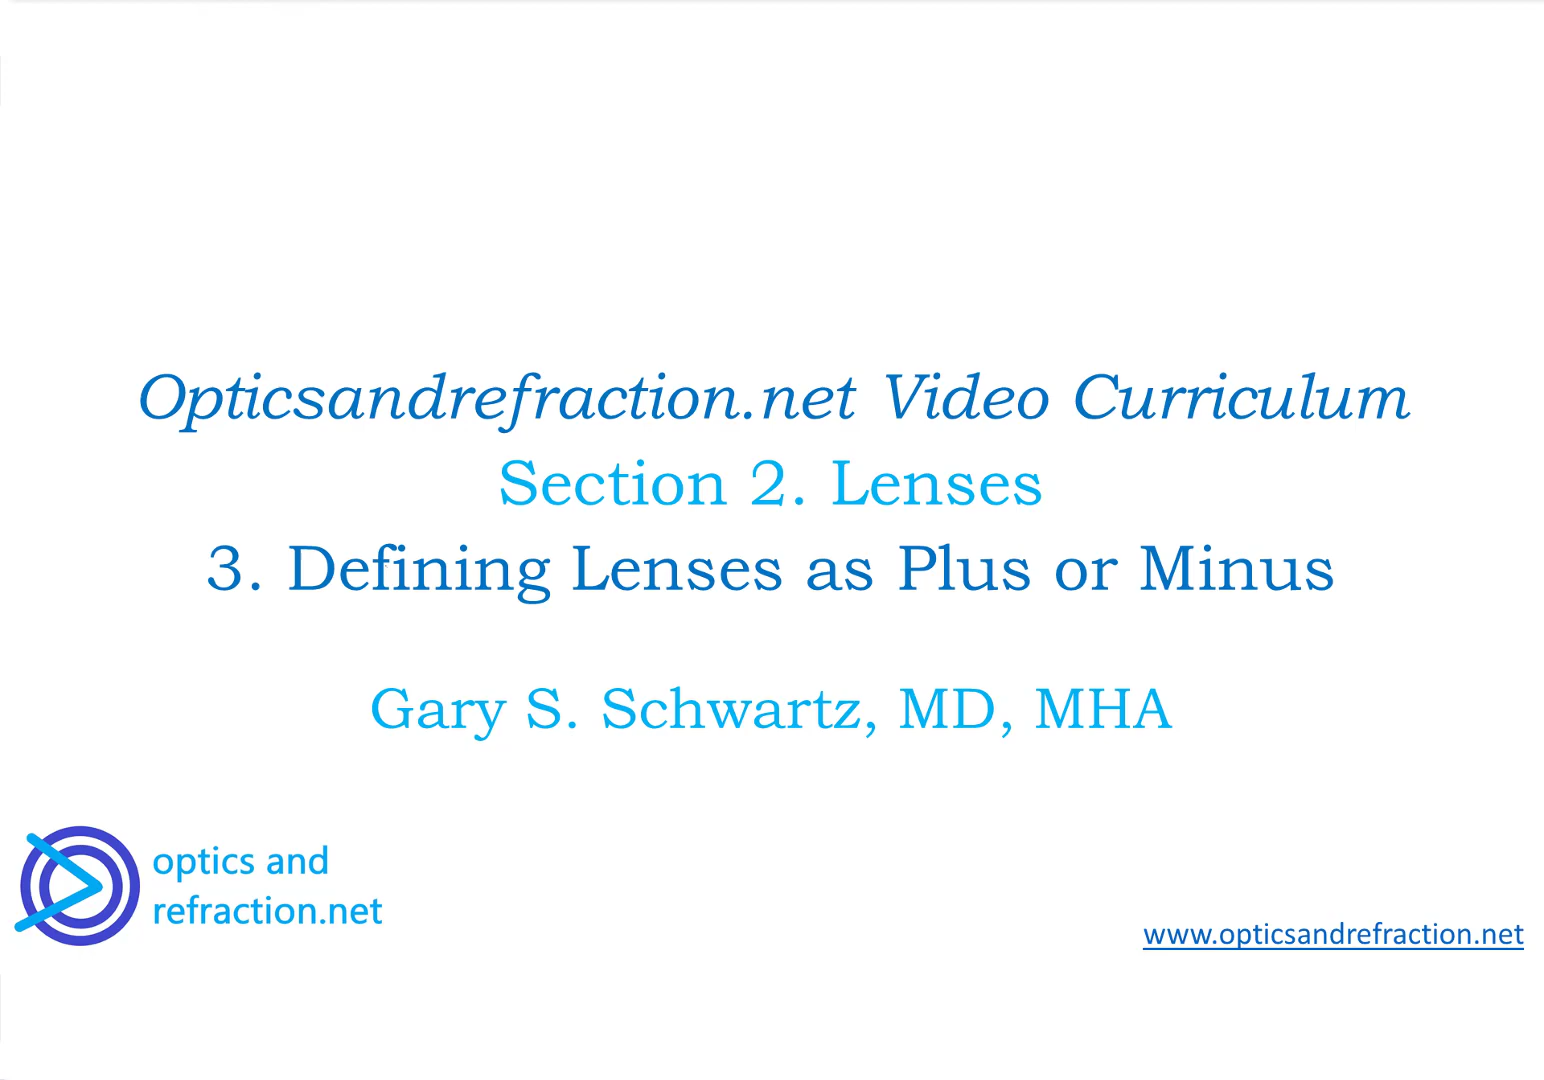 Opticsandrefraction.net Video Curriculum
Section 2. Lenses
3. Defining Lenses as Plus or Minus
Gary S. Schwartz, MD, MHA
optics and
refraction.net
www.opticsandrefraction.net